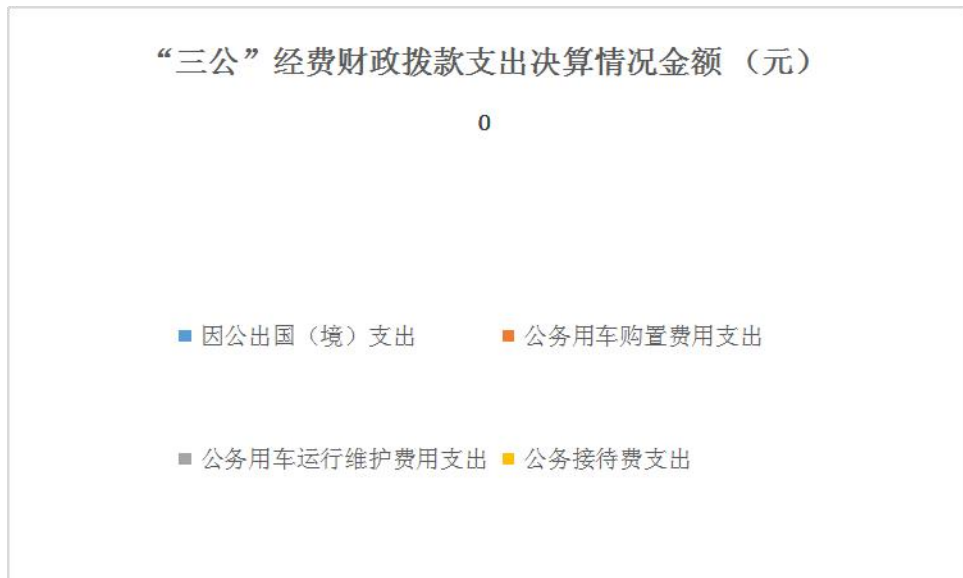 “三公”经费财政拨款支出决算情况金额 （元）
0
因公出国（境）支出 公务用车购置费用支出
公务用车运行维护费用支出 公务接待费支出